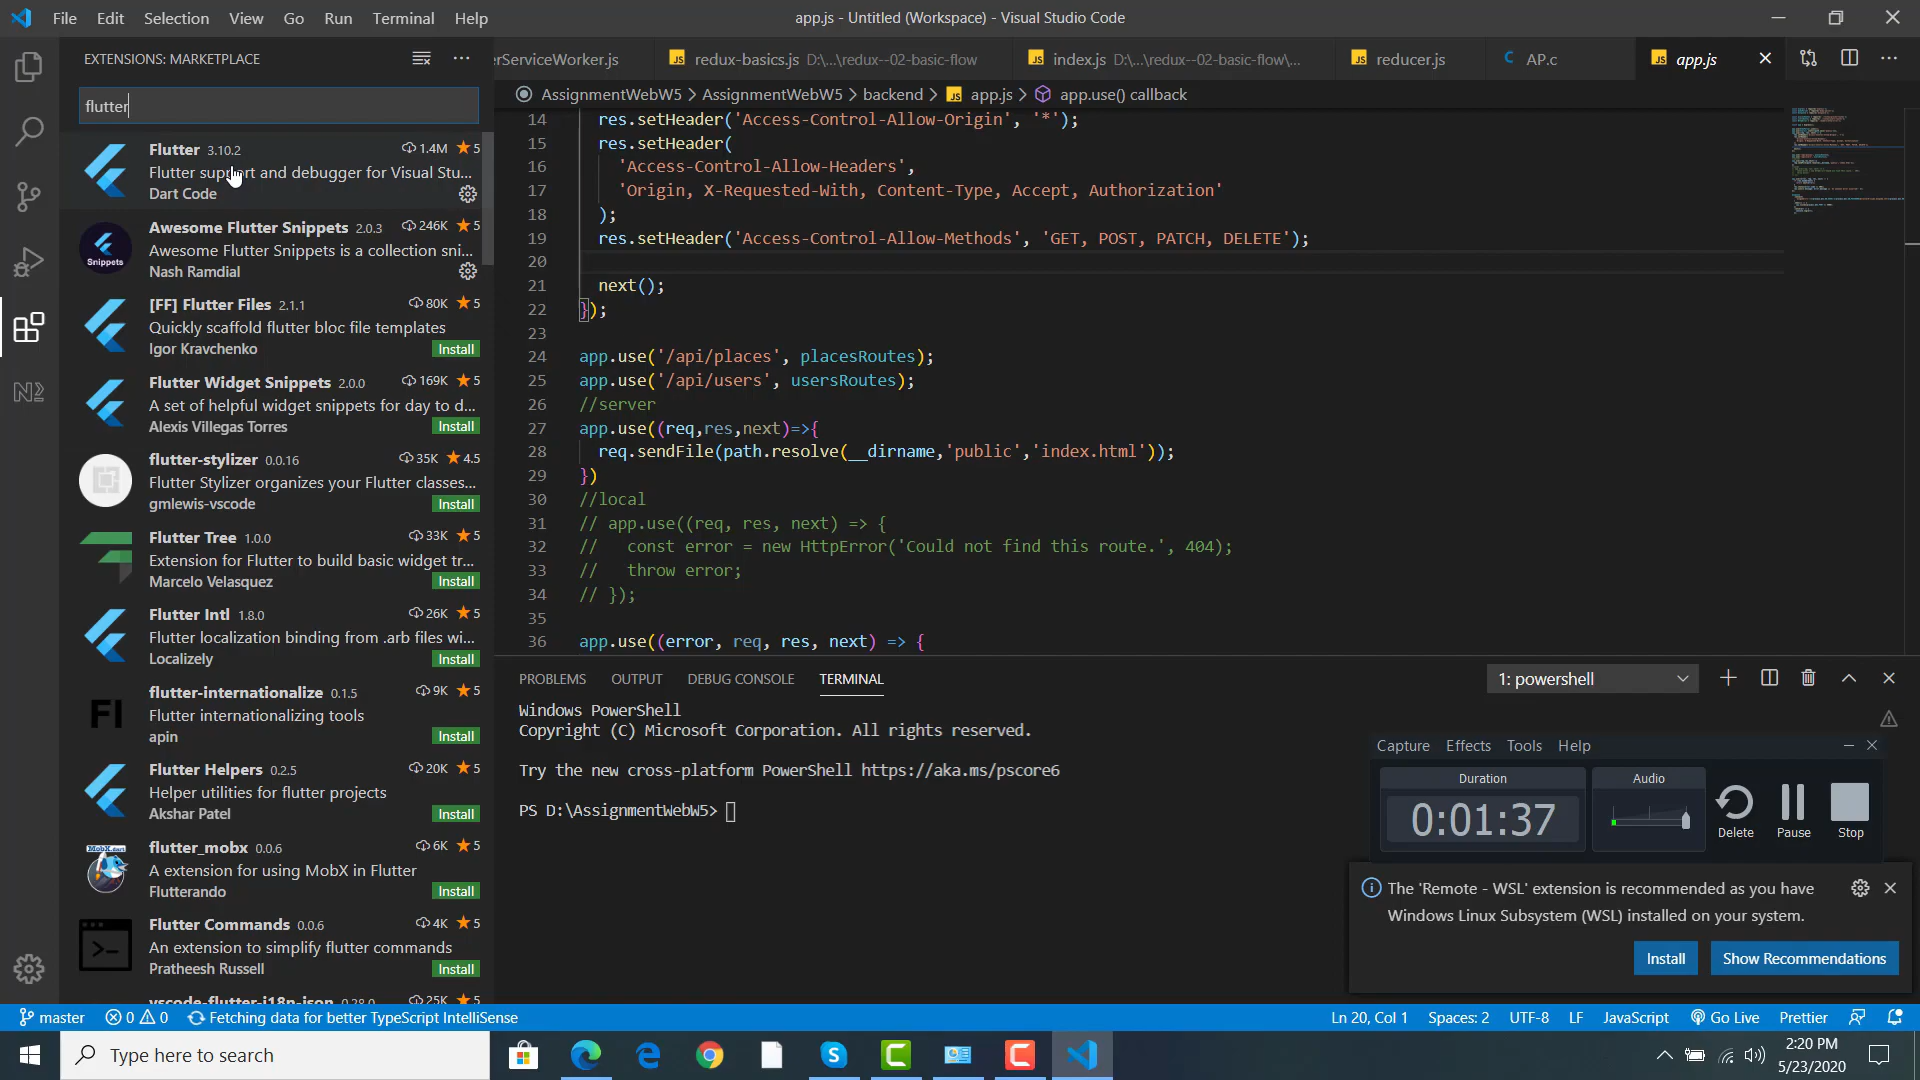 File Edit Selection View Go Run Terminal Help
app.js - Untitled (Workspace) - Visual Studio Code
EXTENSIONS: MARKETPLACE
flutter
Flutter 3.10.2 1.4M 5
Flutter support and debugger for Visual Stu...
Dart Code
Awesome Flutter Snippets 2.0.3 246K 5
Awesome Flutter Snippets is a collection sni...
Snippets
Nash Ramdial
[FF] Flutter Files 2.1.1 80K 5
Quickly scaffold flutter bloc file templates
Igor Kravchenko Install
Flutter Widget Snippets 2.0.0 169K 5
A set of helpful widget snippets for day to d...
Alexis Villegas Torres Install
flutter-stylizer 0.0.16 35K 4.5
Flutter Stylizer organizes your Flutter classes...
gmlewis-vscode Install
Flutter Tree 1.0.0 33K 5
Extension for Flutter to build basic widget tr...
Marcelo Velasquez Install
Flutter Intl 1.8.0 26K 5
Flutter localization binding from .arb files wi...
Localizely Install
flutter-internationalize 0.1.5 9K 5
FI
Flutter internationalizing tools
apin Install
Flutter Helpers 0.2.5 20K 5
Helper utilities for flutter projects
Akshar Patel Install
flutter_mobx 0.0.6 6K 5
MobX.dart
A extension for using MobX in Flutter
Flutterando Install
Flutter Commands 0.0.6 4K 5
An extension to simplify flutter commands
Pratheesh Russell Install
vscode-flutter-i18n-json 0.28.0 25K 5
erServiceWorker.js
JS redux-basics.js D:\...\redux--02-basic-flow
JS index.js D:\...\redux--02-basic-flow\...
JS reducer.js
C AP.c
JS app.js
AssignmentWebW5 > AssignmentWebW5 > backend > JS app.js > app.use() callback
14 res.setHeader('Access-Control-Allow-Origin', '*');
15 res.setHeader(
16 'Access-Control-Allow-Headers',
17 'Origin, X-Requested-With, Content-Type, Accept, Authorization'
18 );
19 res.setHeader('Access-Control-Allow-Methods', 'GET, POST, PATCH, DELETE');
20
21 next();
22 });
23
24 app.use('/api/places', placesRoutes);
25 app.use('/api/users', usersRoutes);
26 //server
27 app.use((req,res,next)=>{
28 req.sendFile(path.resolve(__dirname,'public','index.html'));
29 })
30 //local
31 // app.use((req, res, next) => {
32 // const error = new HttpError('Could not find this route.', 404);
33 // throw error;
34 // });
35
36 app.use((error, req, res, next) => {
PROBLEMS OUTPUT DEBUG CONSOLE TERMINAL
1: powershell
Windows PowerShell
Copyright (C) Microsoft Corporation. All rights reserved.
Try the new cross-platform PowerShell https://aka.ms/pscore6
PS D:\AssignmentWebW5>
Capture Effects Tools Help
Duration Audio
0:01:37
Delete Pause Stop
The 'Remote - WSL' extension is recommended as you have
Windows Linux Subsystem (WSL) installed on your system.
Install Show Recommendations
master 0 0 Fetching data for better TypeScript IntelliSense
Ln 20, Col 1 Spaces: 2 UTF-8 LF JavaScript Go Live Prettier
Type here to search
2:20 PM
5/23/2020